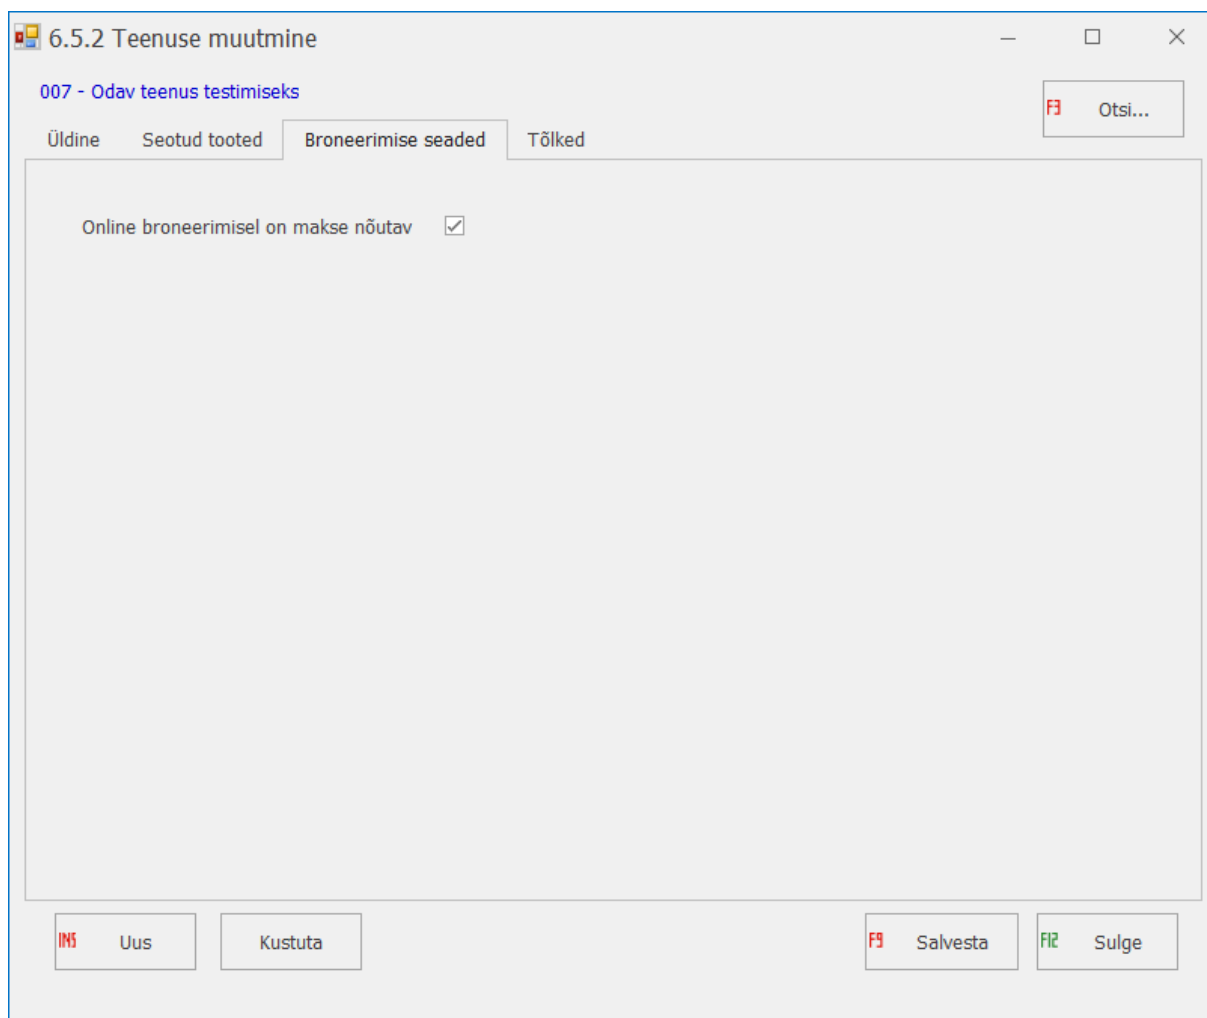 6.5.2 Teenuse muutmine
007 - Odav teenus testimiseks
F3 Otsi...
Üldine Seotud tooted Broneerimise seaded Tõlked
Online broneerimisel on makse nõutav
INS Uus Kustuta F9 Salvesta F12 Sulge